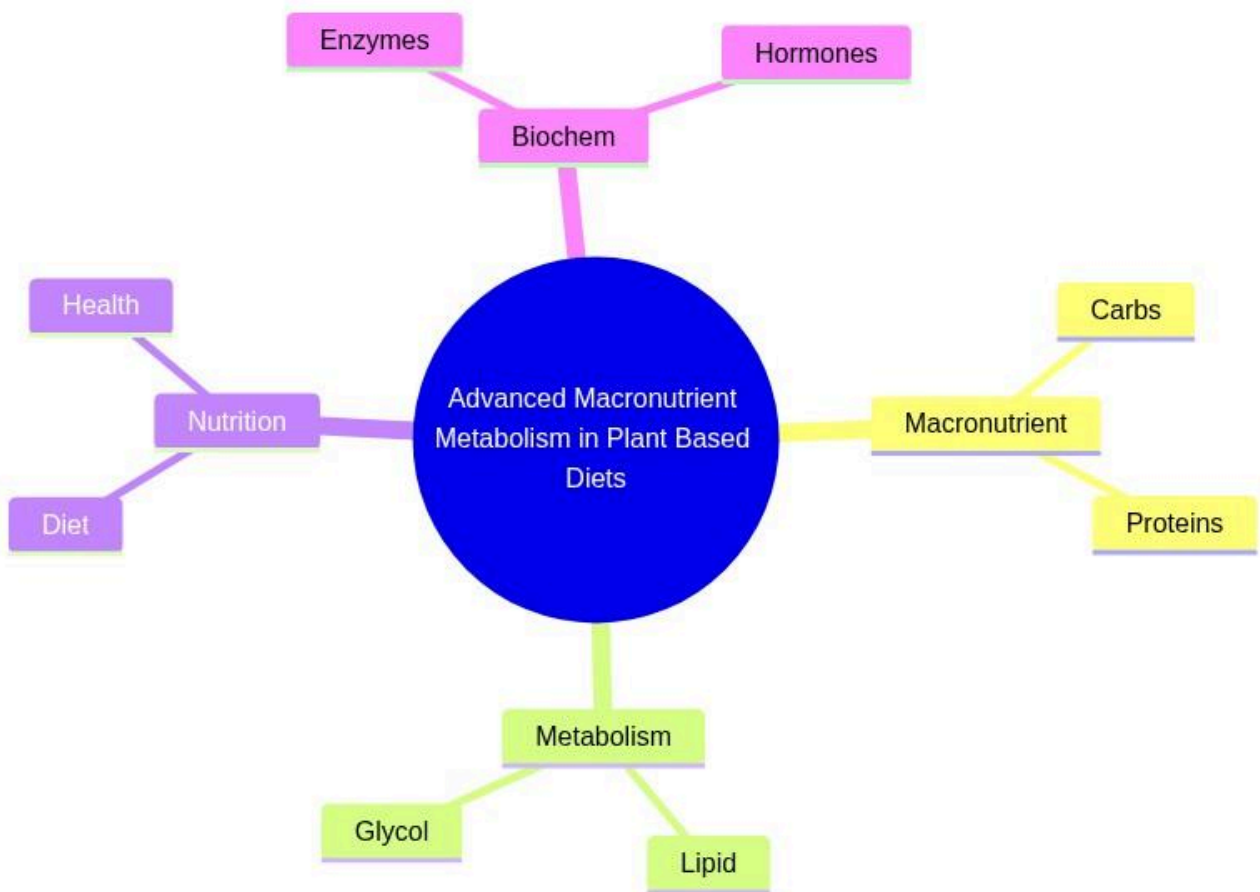 Enzymes
Hormones
Biochem
Health
Nutrition
Diet
Advanced Macronutrient
Metabolism in Plant Based
Diets
Carbs
Macronutrient
Proteins
Metabolism
Glycol
Lipid